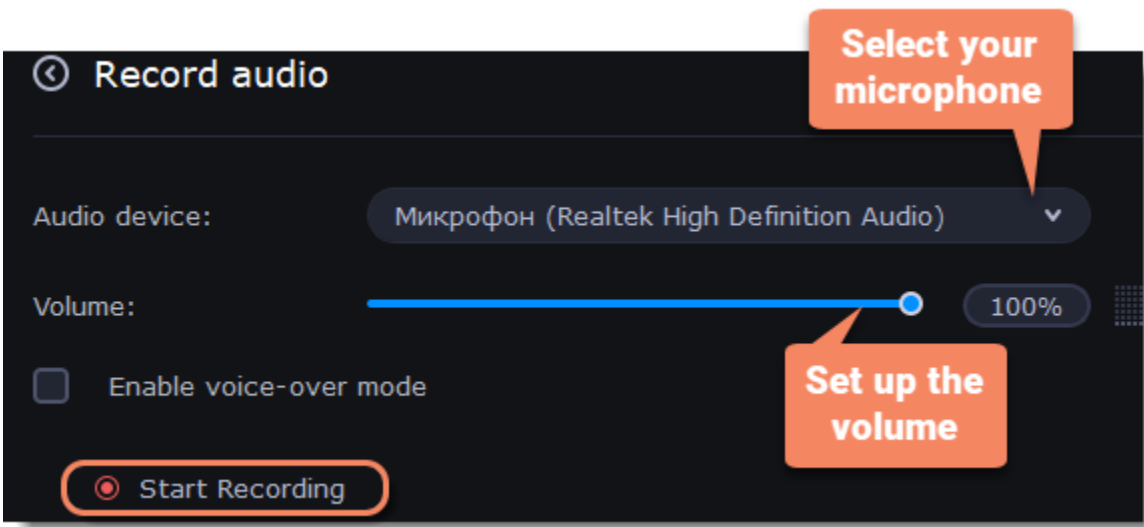 Select your
microphone
Record audio
Audio device:
Микрофон (Realtek High Definition Audio)
Volume:
100%
Set up the
volume
Enable voice-over mode
Start Recording